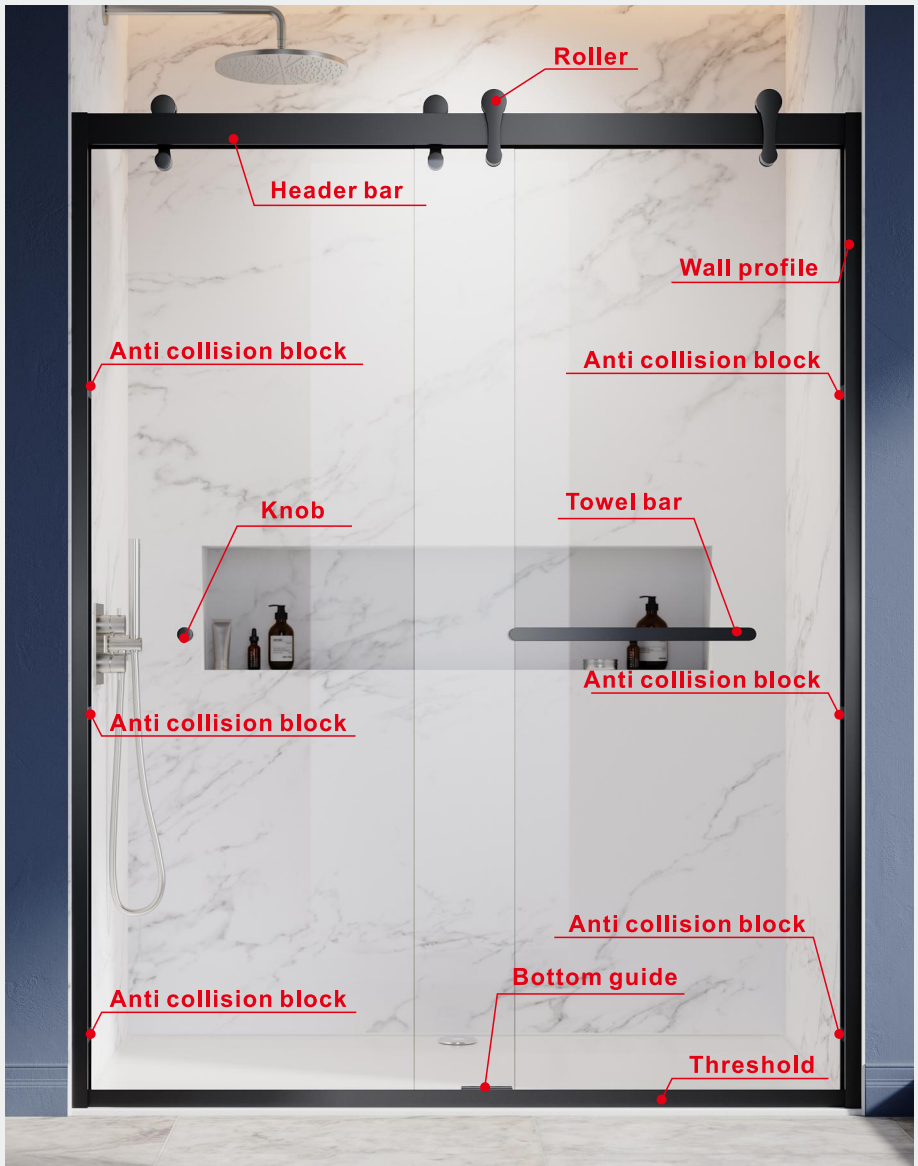 Roller
Header bar
Wall profile
Anti collision block
Anti collision block
Knob
Towel bar
Anti collision block
Anti collision block
Anti collision block
Bottom guide
Anti collision block
Threshold